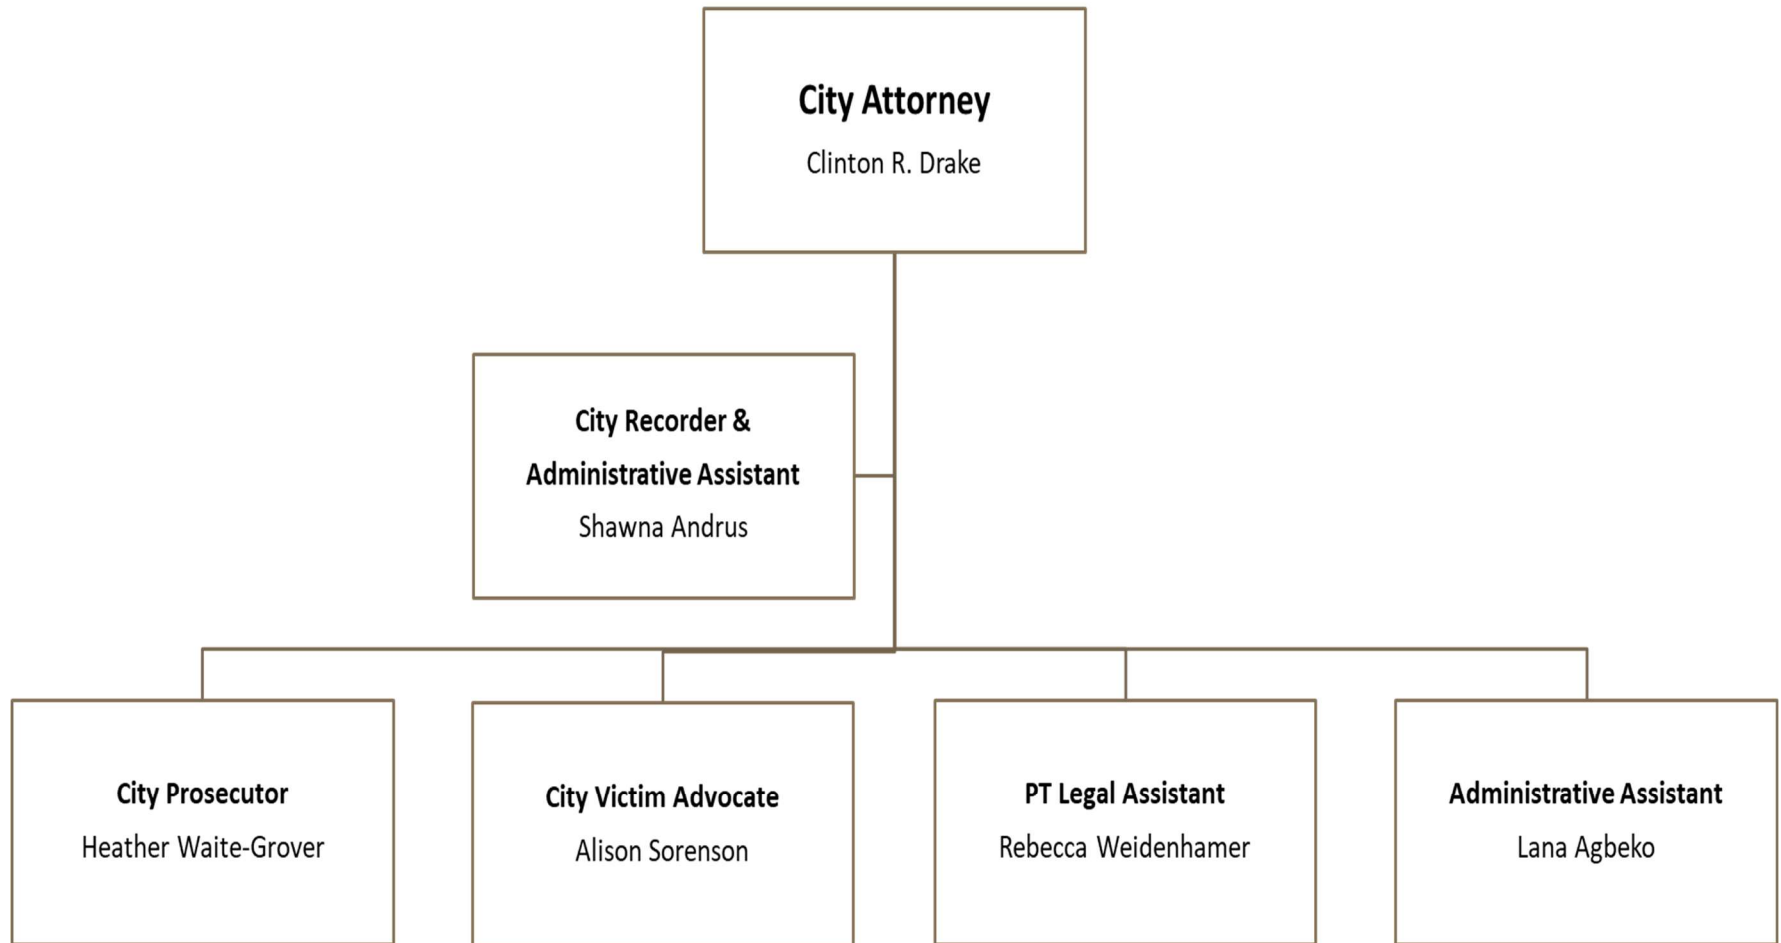 City Attorney
Clinton R. Drake
City Recorder &
Administrative Assistant
Shawna Andrus
City Prosecutor
Heather Waite-Grover
City Victim Advocate
Alison Sorenson
PT Legal Assistant
Rebecca Weidenhamer
Administrative Assistant
Lana Agbeko